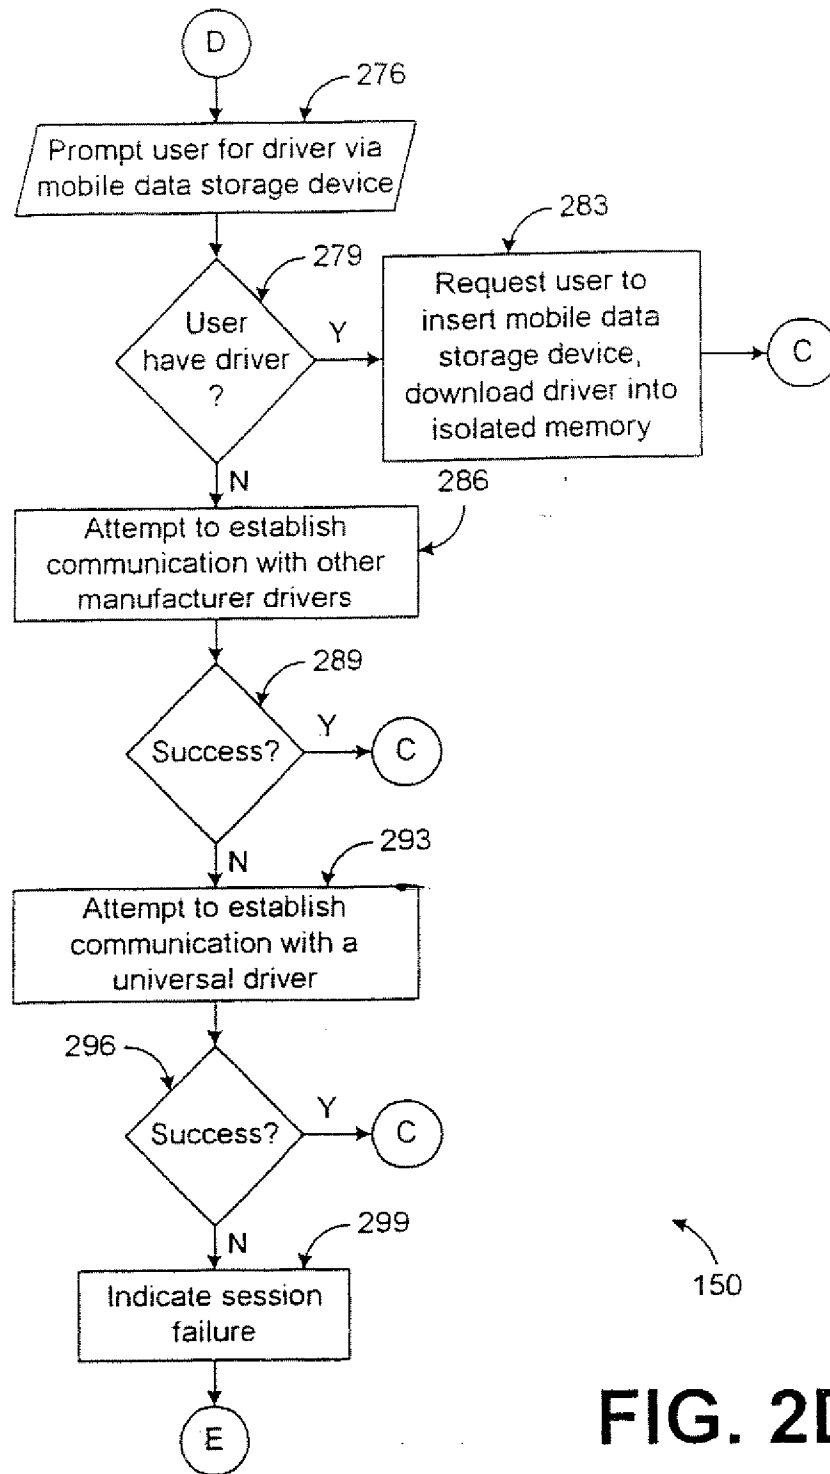 D
276
Prompt user for driver via
mobile data storage device
279
User
have driver
?
Y
283
Request user to
insert mobile data
storage device,
download driver into
isolated memory
C
N
286
Attempt to establish
communication with other
manufacturer drivers
289
Success?
Y
C
N
293
Attempt to establish
communication with a
universal driver
296
Success?
Y
C
N
299
Indicate session
failure
E
150
FIG. 2D